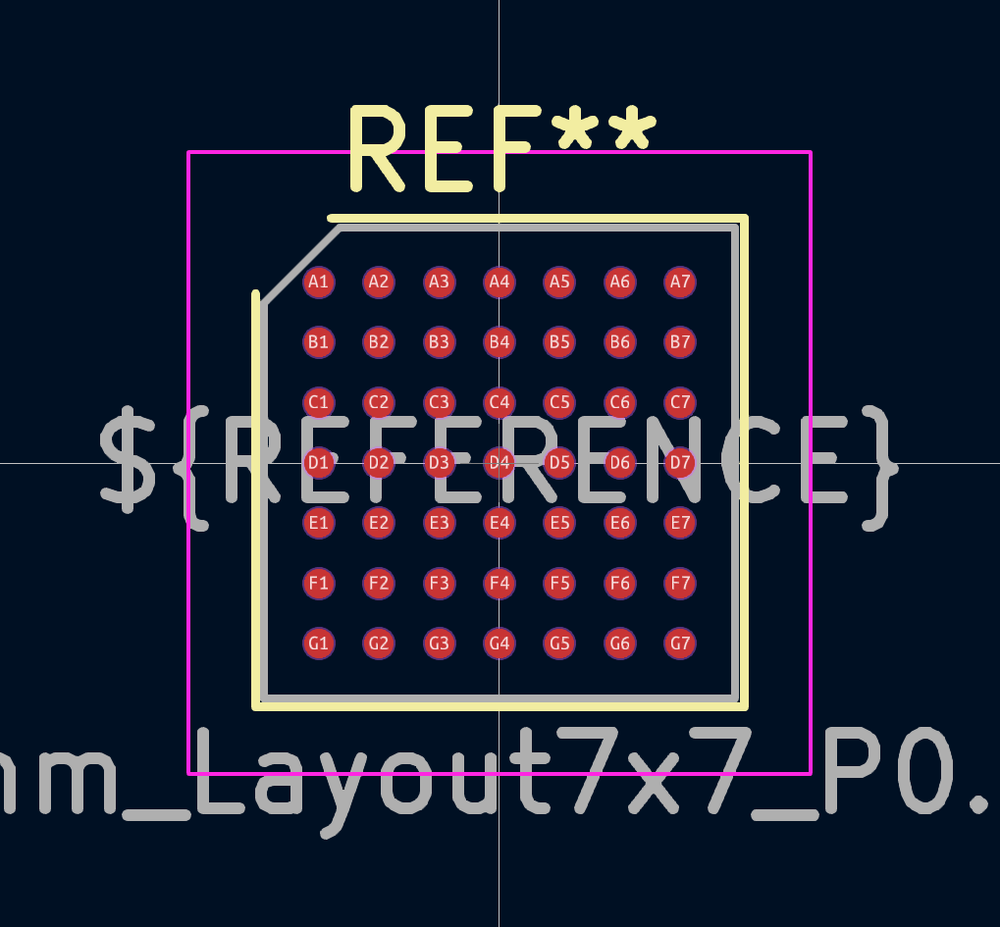 REF**
A1 A2 A3 A4 A5 A6 A7
B1 B2 B3 B4 B5 B6 B7
C1 C2 C3 C4 C5 C6 C7
${REFERENCE}
D1 D2 D3 D4 D5 D6 D7
E1 E2 E3 E4 E5 E6 E7
F1 F2 F3 F4 F5 F6 F7
G1 G2 G3 G4 G5 G6 G7
mm_Layout7x7_P0.